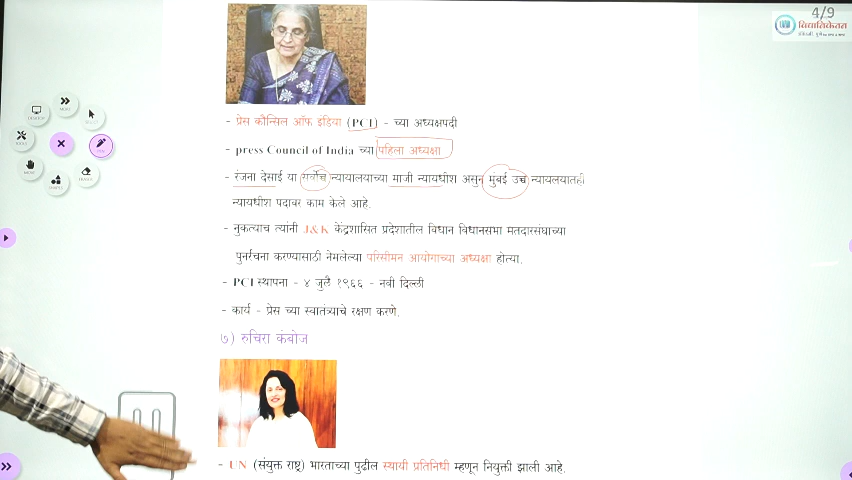 4/9
विद्यानिकेतन
- प्रेस कौन्सिल ऑफ इंडिया (PCI) - च्या अध्यक्षपदी
- press Council of India च्या पहिला अध्यक्षा
- रंजना देसाई या सर्वोच्च न्यायालयाच्या माजी न्यायधीश असुन मुंबई उच्च न्यायलयातही
न्यायधीश पदावर काम केले आहे.
- नुकत्याच त्यांनी J&K केंद्रशासित प्रदेशातील विधान विधानसभा मतदारसंघाच्या
पुनर्रचना करण्यासाठी नेमलेल्या परिसीमन आयोगाच्या अध्यक्षा होत्या.
- PCI स्थापना - ४ जुलै १९६६ - नवी दिल्ली
- कार्य - प्रेस च्या स्वातंत्र्याचे रक्षण करणे.
७) रुचिरा कंबोज
- UN (संयुक्त राष्ट्र) भारताच्या पुढील स्थायी प्रतिनिधी म्हणून नियुक्ती झाली आहे.